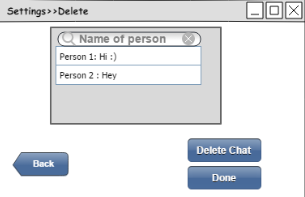 Settings>>Delete
Name of person
Person 1: Hi :)
Person 2 : Hey
Delete Chat
Back
Done